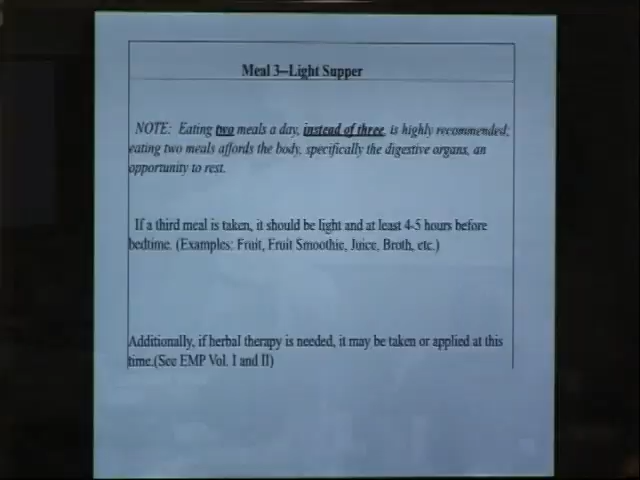 Meal 3–Light Supper
NOTE: Eating two meals a day, instead of three, is highly recommended;
eating two meals affords the body, specifically the digestive organs, an
opportunity to rest.
If a third meal is taken, it should be light and at least 4-5 hours before
bedtime. (Examples: Fruit, Fruit Smoothie, Juice, Broth, etc.)
Additionally, if herbal therapy is needed, it may be taken or applied at this
time.(See EMP Vol. I and II)